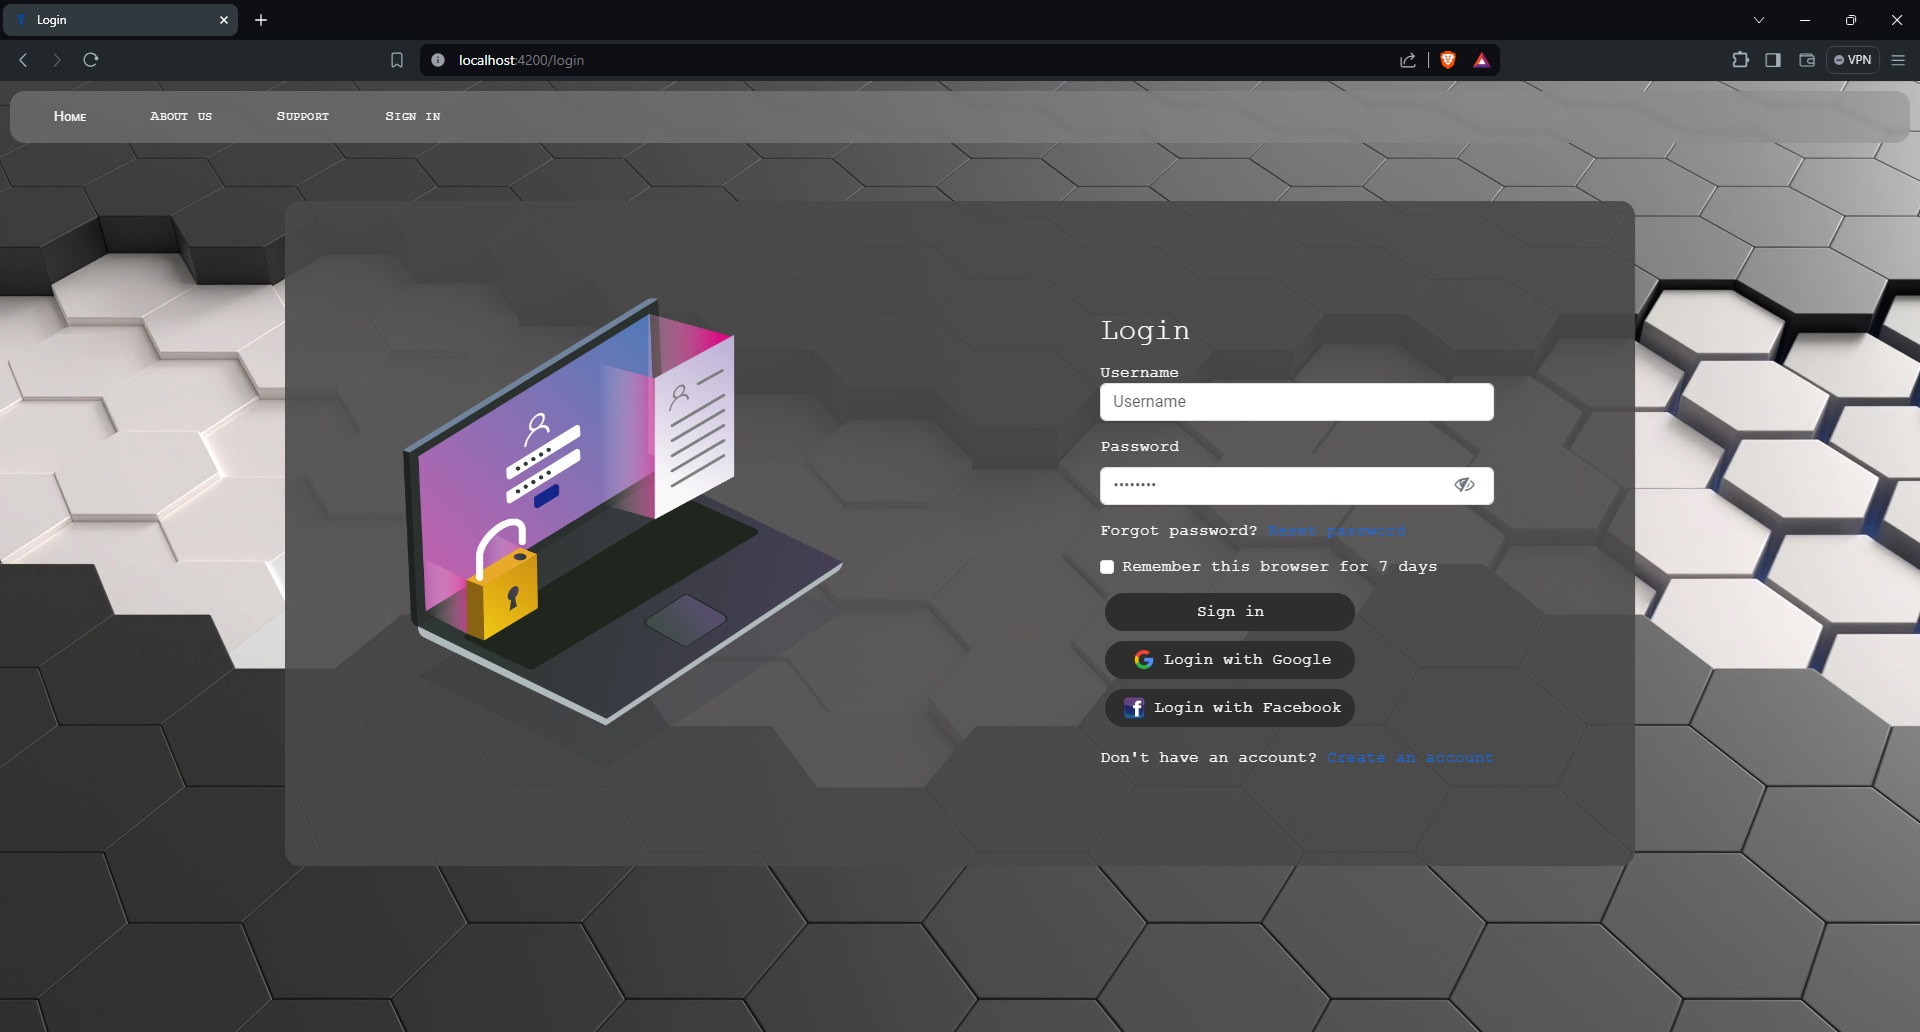 Login
localhost:4200/login
VPN
Home
About us
Support
Sign in
Login
Username
Username
Password
••••••••
Forgot password? Reset password
Remember this browser for 7 days
Sign in
Login with Google
Login with Facebook
Don't have an account? Create an account